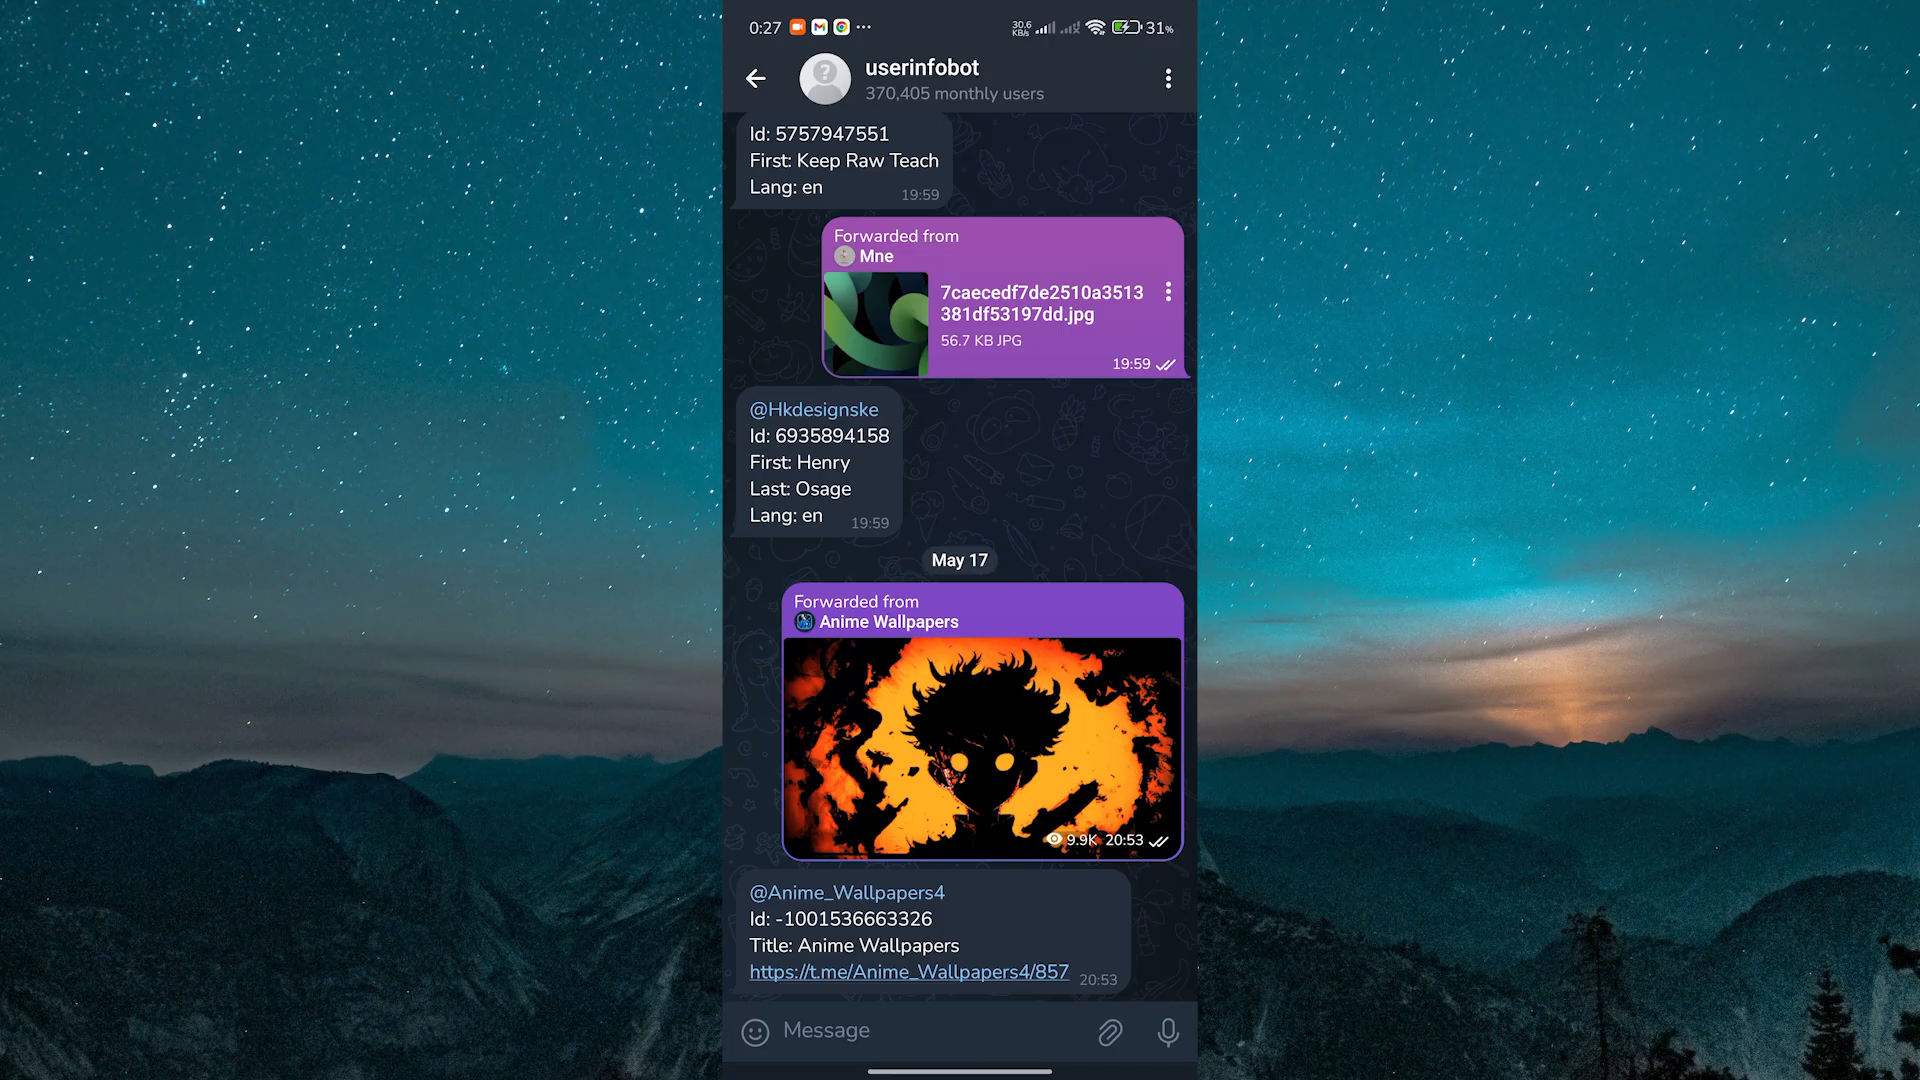 0:27
30.6
KB/s
31%
userinfobot
370,405 monthly users
Id: 5757947551
First: Keep Raw Teach
Lang: en
19:59
Forwarded from
Mne
7caecedf7de2510a3513
381df53197dd.jpg
56.7 KB JPG
19:59
@Hkdesignske
Id: 6935894158
First: Henry
Last: Osage
Lang: en
19:59
May 17
Forwarded from
Anime Wallpapers
9.9K 20:53
@Anime_Wallpapers4
Id: -1001536663326
Title: Anime Wallpapers
https://t.me/Anime_Wallpapers4/857
20:53
Message